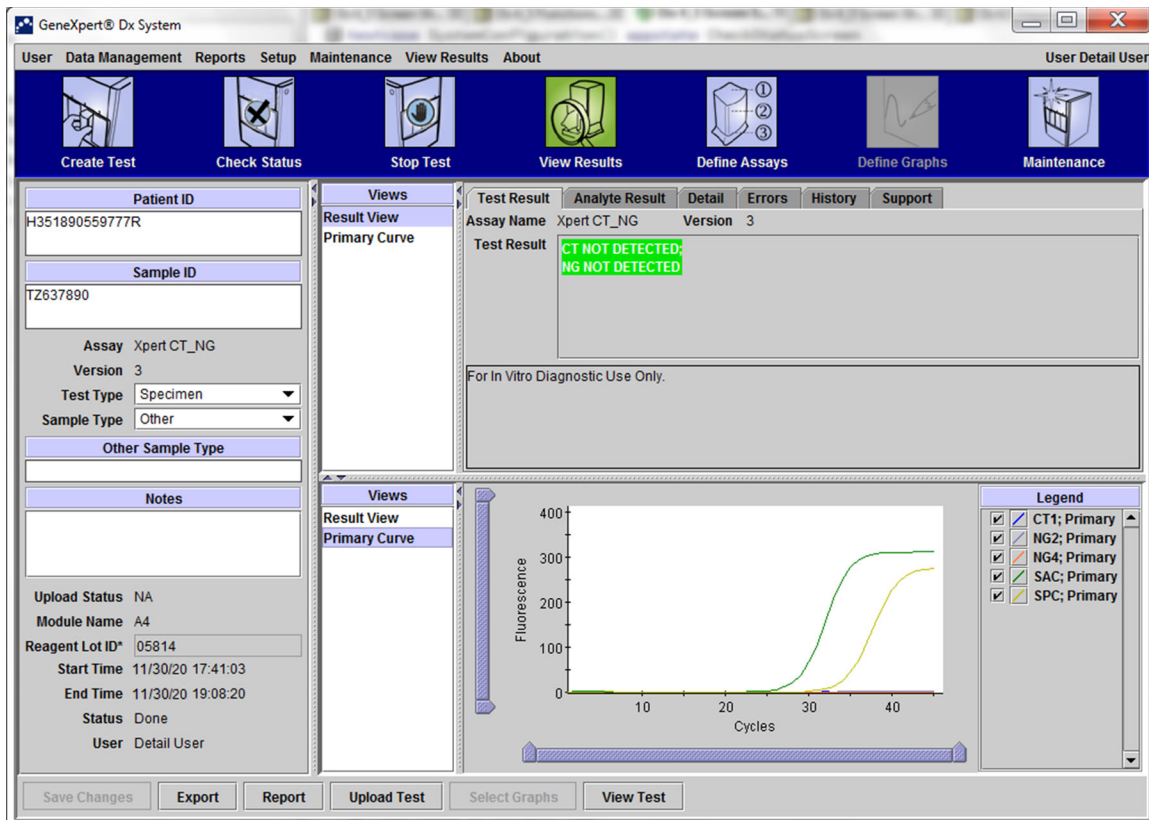 GeneXpert® Dx System
User Data Management Reports Setup Maintenance View Results About User Detail User
Create Test Check Status Stop Test View Results Define Assays Define Graphs Maintenance
① ② ③
Patient ID
H351890559777R
Sample ID
TZ637890
Assay Xpert CT_NG
Version 3
Test Type Specimen
Sample Type Other
Other Sample Type
Notes
Upload Status NA
Module Name A4
Reagent Lot ID* 05814
Start Time 11/30/20 17:41:03
End Time 11/30/20 19:08:20
Status Done
User Detail User
Views
Result View
Primary Curve
Test Result Analyte Result Detail Errors History Support
Assay Name Xpert CT_NG Version 3
Test Result CT NOT DETECTED;
NG NOT DETECTED
For In Vitro Diagnostic Use Only.
Views
Result View
Primary Curve
Fluorescence
400
300
200
100
0
10 20 30 40
Cycles
Legend
CT1; Primary
NG2; Primary
NG4; Primary
SAC; Primary
SPC; Primary
Save Changes Export Report Upload Test Select Graphs View Test